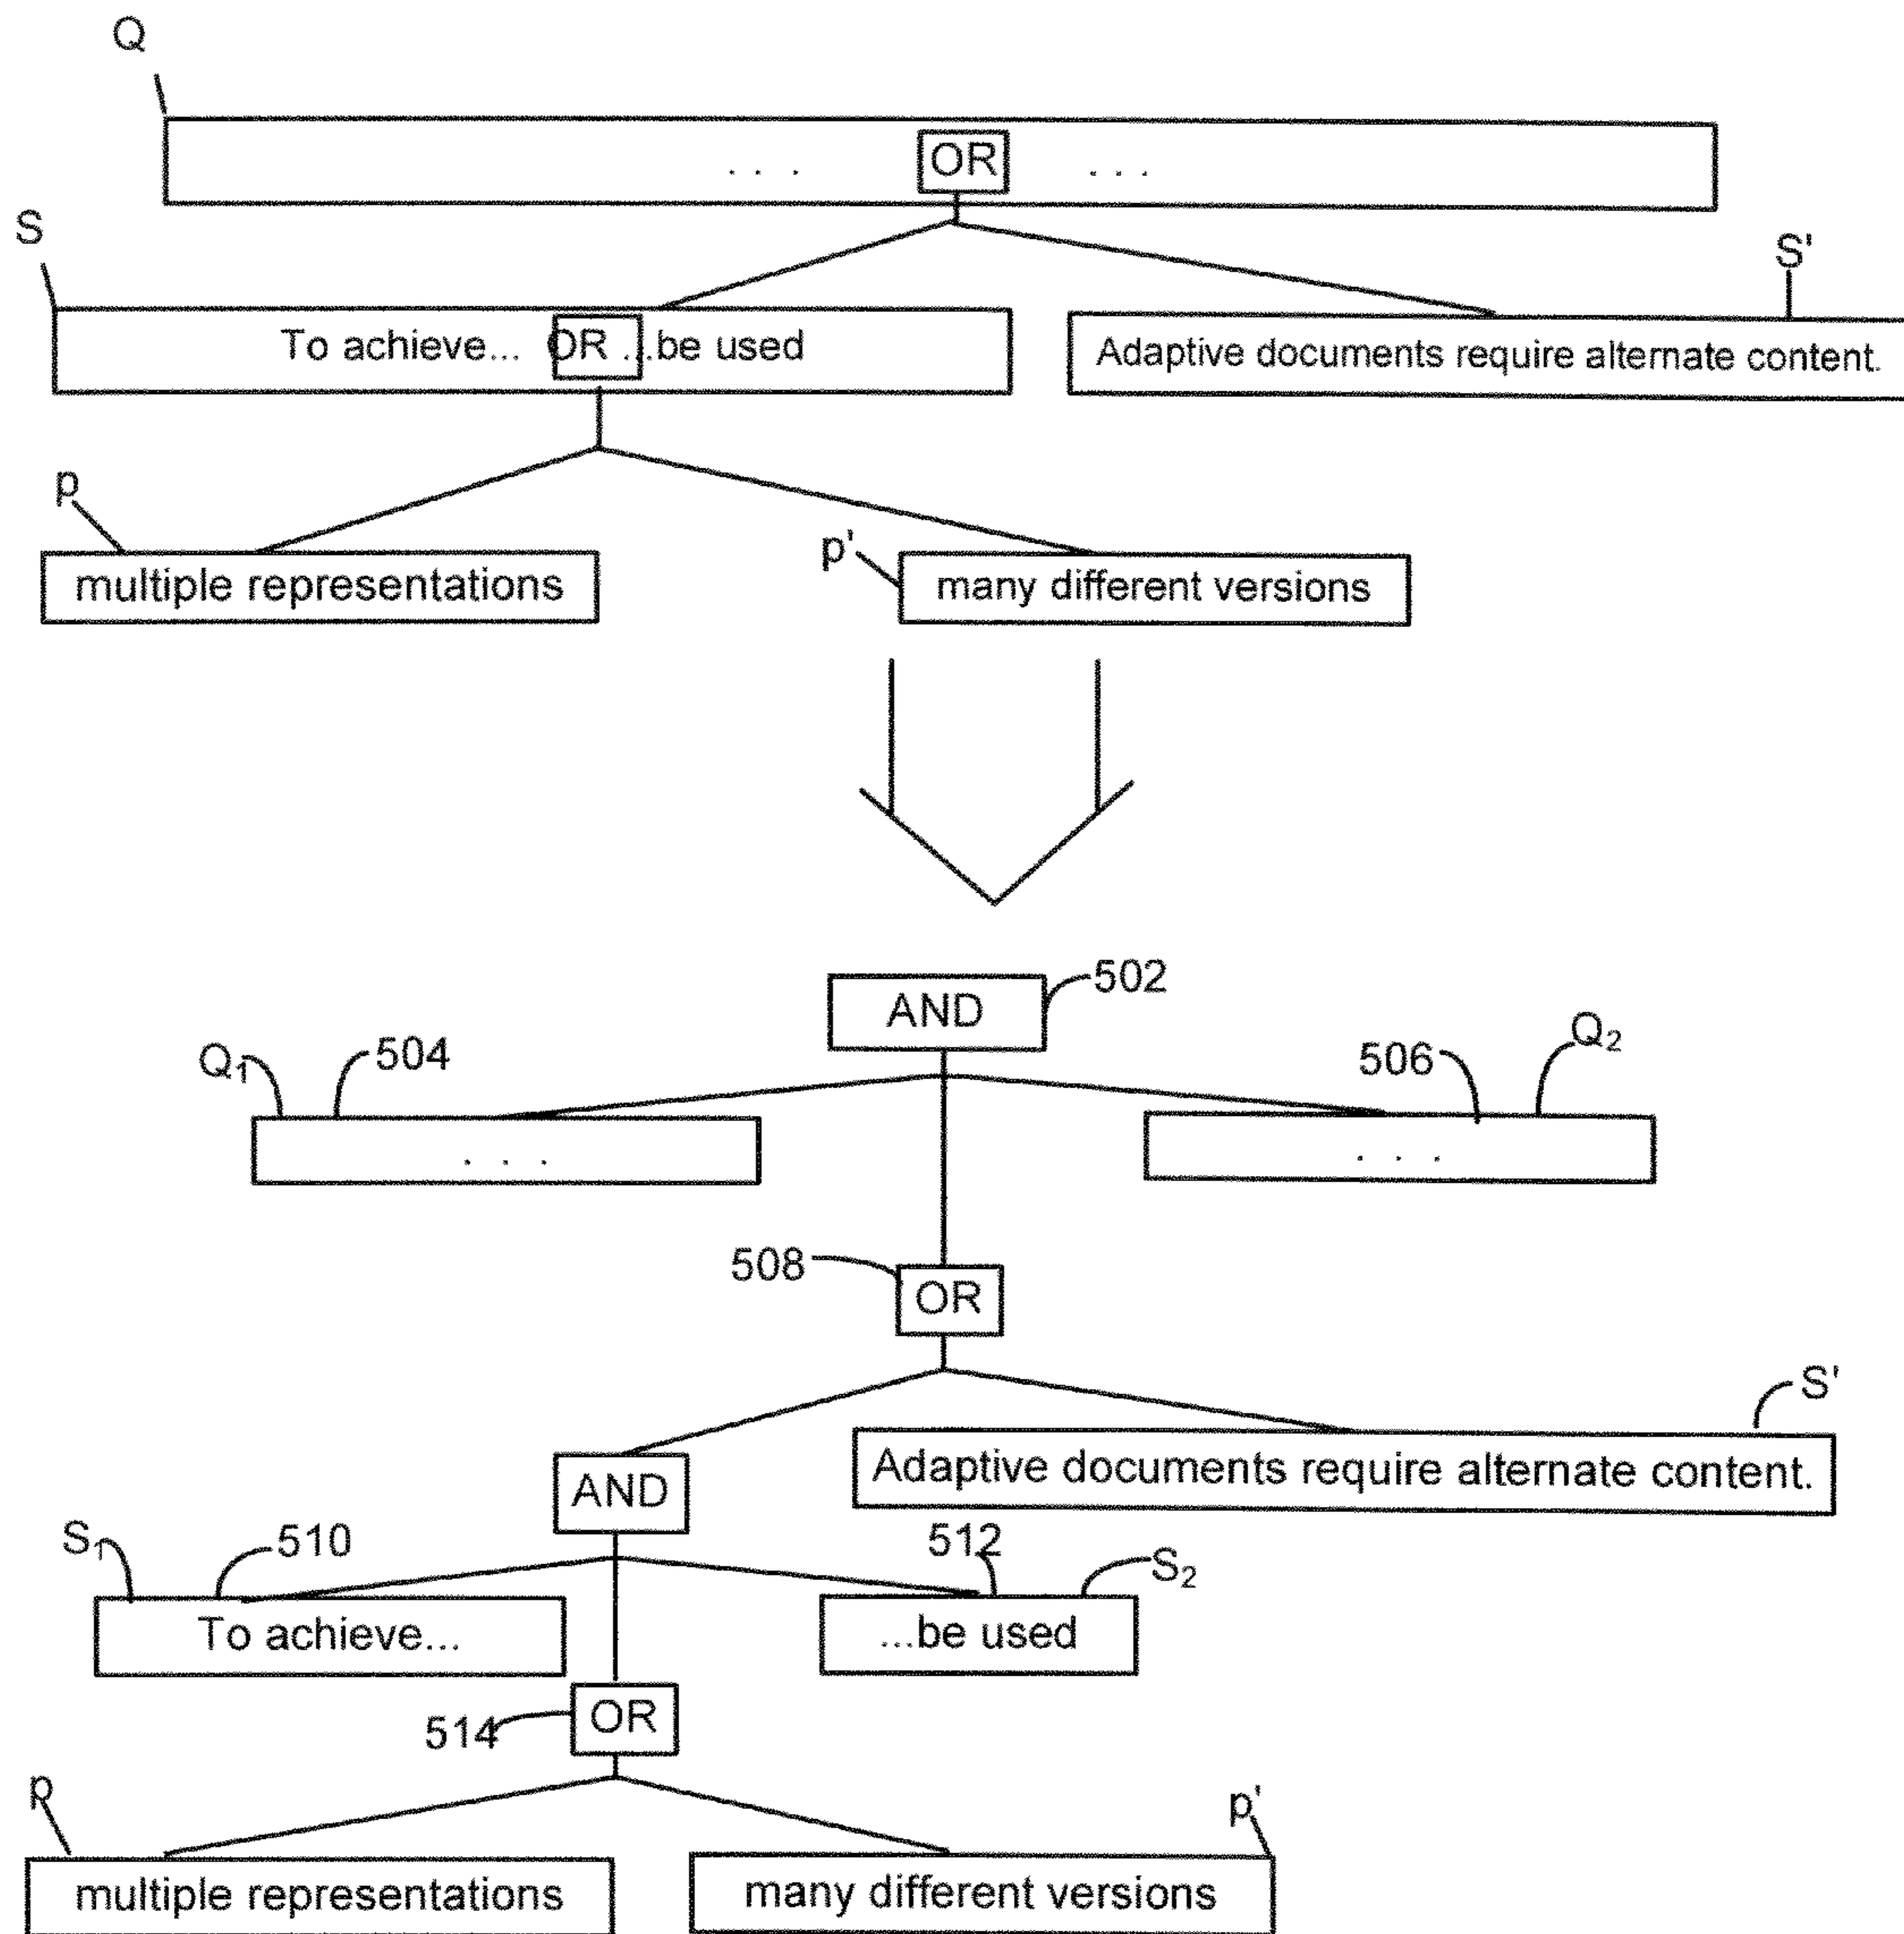 Q
. . . OR . . .
S
S'
To achieve... OR ...be used
Adaptive documents require alternate content.
p
p'
multiple representations
many different versions
AND
502
Q1
504
506
Q2
. . .
. . .
508
OR
S'
AND
Adaptive documents require alternate content.
S1
510
512
S2
To achieve...
...be used
514
OR
p
p'
multiple representations
many different versions